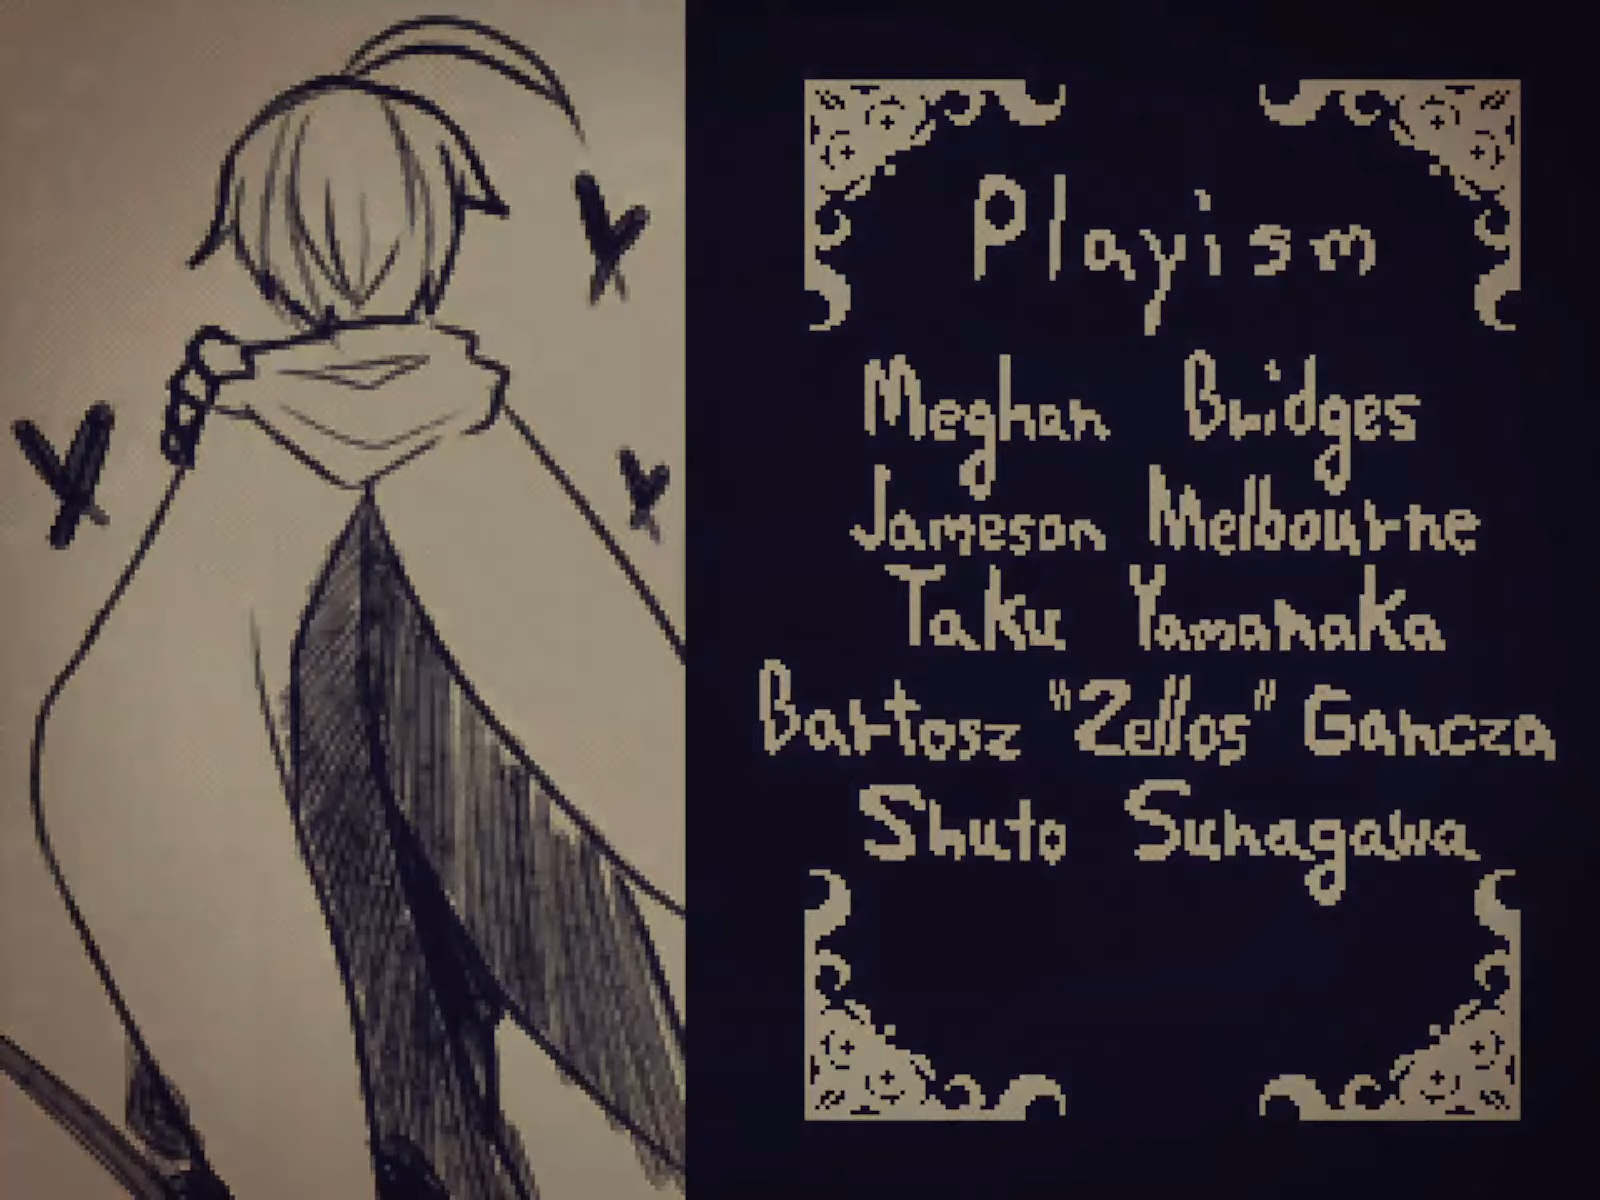 Playism
Meghan Bridges
Jameson Melbourne
Taku Yamanaka
Bartosz "Zellos" Gancza
Shuto Sunagawa